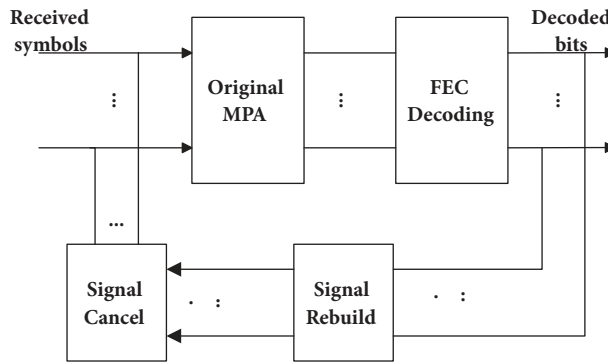 Received
symbols
Decoded
bits
Original
MPA
FEC
Decoding
...
Signal
Cancel
Signal
Rebuild